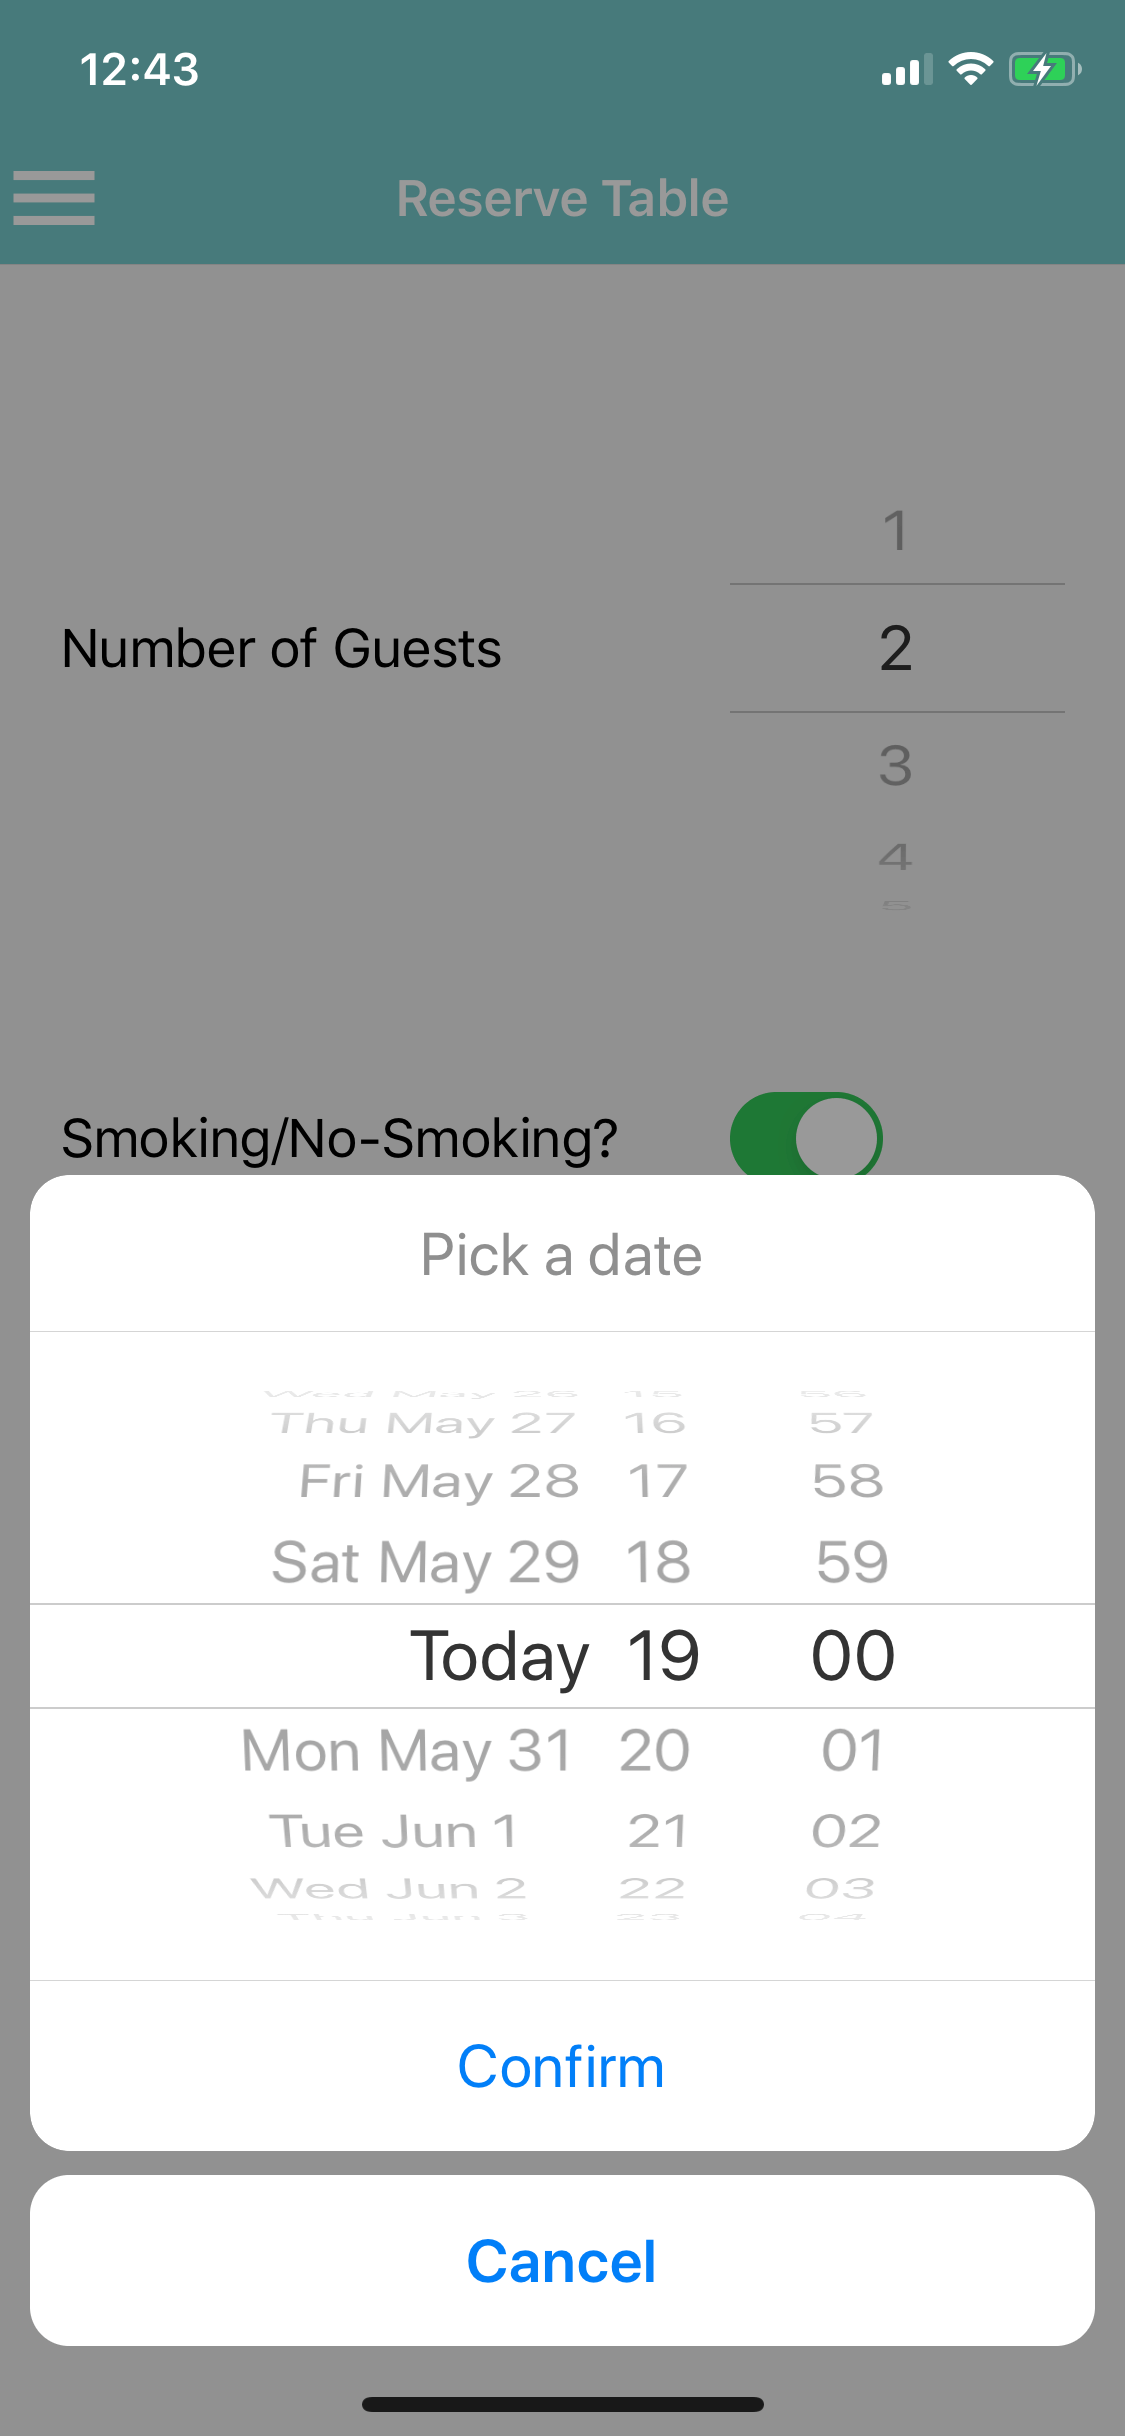 12:43
Reserve Table
1
Number of Guests 2
3
4
5
Smoking/No-Smoking?
Pick a date
Wed May 26 15 56
Thu May 27 16 57
Fri May 28 17 58
Sat May 29 18 59
Today 19 00
Mon May 31 20 01
Tue Jun 1 21 02
Wed Jun 2 22 03
Thu Jun 3 23 04
Confirm
Cancel